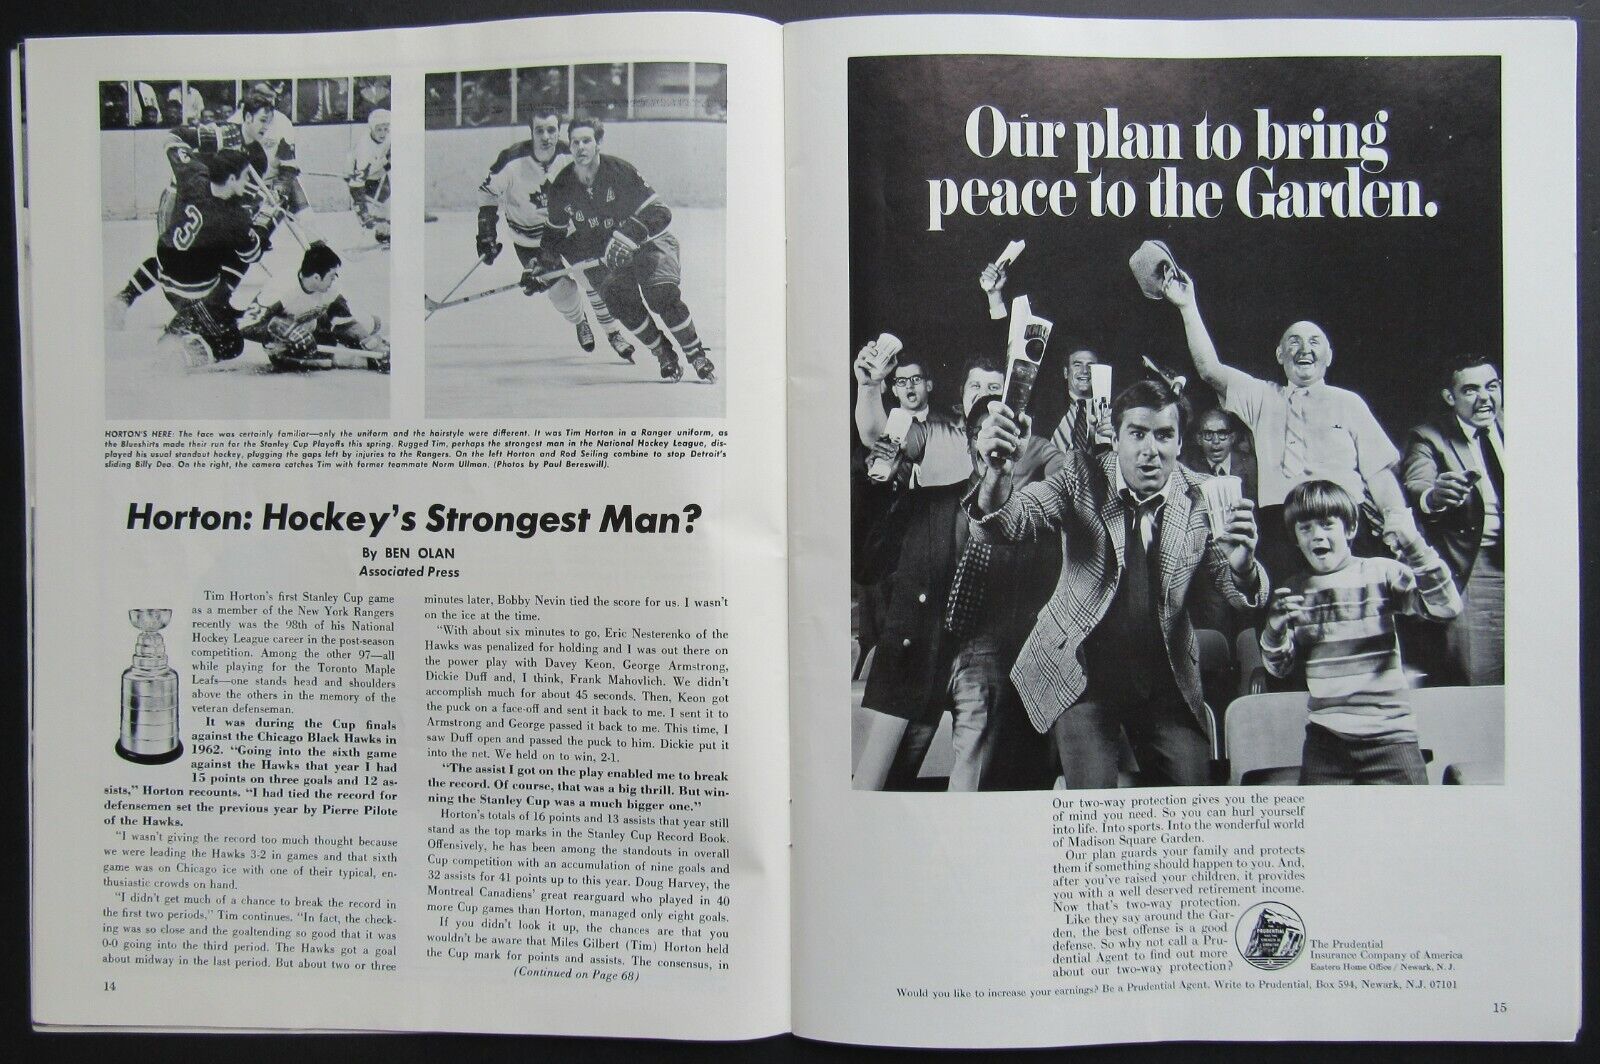 3
A
HORTON'S HERE: The face was certainly familiar—only the uniform and the hairstyle were different. It was Tim Horton in a Ranger uniform, as
the Blueshirts made their run for the Stanley Cup Playoffs this spring. Rugged Tim, perhaps the strongest man in the National Hockey League, dis-
played his usual standout hockey, plugging the gaps left by injuries to the Rangers. On the left Horton and Rod Seiling combine to stop Detroit's
sliding Billy Dea. On the right, the camera catches Tim with former teammate Norm Ullman. (Photos by Paul Bereswill).
Horton: Hockey's Strongest Man?
By BEN OLAN
Associated Press
Tim Horton's first Stanley Cup game
as a member of the New York Rangers
recently was the 98th of his National
Hockey League career in the post-season
competition. Among the other 97—all
while playing for the Toronto Maple
Leafs—one stands head and shoulders
above the others in the memory of the
veteran defenseman.
It was during the Cup finals
against the Chicago Black Hawks in
1962. "Going into the sixth game
against the Hawks that year I had
15 points on three goals and 12 as-
sists," Horton recounts. "I had tied the record for
defensemen set the previous year by Pierre Pilote
of the Hawks.
"I wasn't giving the record too much thought because
we were leading the Hawks 3-2 in games and that sixth
game was on Chicago ice with one of their typical, en-
thusiastic crowds on hand.
"I didn't get much of a chance to break the record in
the first two periods," Tim continues. "In fact, the check-
ing was so close and the goaltending so good that it was
0-0 going into the third period. The Hawks got a goal
about midway in the last period. But about two or three
14
minutes later, Bobby Nevin tied the score for us. I wasn't
on the ice at the time.
"With about six minutes to go, Eric Nesterenko of the
Hawks was penalized for holding and I was out there on
the power play with Davey Keon, George Armstrong,
Dickie Duff and, I think, Frank Mahovlich. We didn't
accomplish much for about 45 seconds. Then, Keon got
the puck on a face-off and sent it back to me. I sent it to
Armstrong and George passed it back to me. This time, I
saw Duff open and passed the puck to him. Dickie put it
into the net. We held on to win, 2-1.
"The assist I got on the play enabled me to break
the record. Of course, that was a big thrill. But win-
ning the Stanley Cup was a much bigger one."
Horton's totals of 16 points and 13 assists that year still
stand as the top marks in the Stanley Cup Record Book.
Offensively, he has been among the standouts in overall
Cup competition with an accumulation of nine goals and
32 assists for 41 points up to this year. Doug Harvey, the
Montreal Canadiens' great rearguard who played in 40
more Cup games than Horton, managed only eight goals.
If you didn't look it up, the chances are that you
wouldn't be aware that Miles Gilbert (Tim) Horton held
the Cup mark for points and assists. The consensus, in
(Continued on Page 68)
Our plan to bring
peace to the Garden.
Our two-way protection gives you the peace
of mind you need. So you can hurl yourself
into life. Into sports. Into the wonderful world
of Madison Square Garden.
Our plan guards your family and protects
them if something should happen to you. And,
after you've raised your children, it provides
you with a well deserved retirement income.
Now that's two-way protection.
Like they say around the Gar-
den, the best offense is a good
defense. So why not call a Pru-
dential Agent to find out more
about our two-way protection?
THE PRUDENTIAL HAS THE STRENGTH OF GIBRALTAR
The Prudential
Insurance Company of America
Eastern Home Office / Newark, N. J.
Would you like to increase your earnings? Be a Prudential Agent. Write to Prudential, Box 594, Newark, N.J. 07101
15